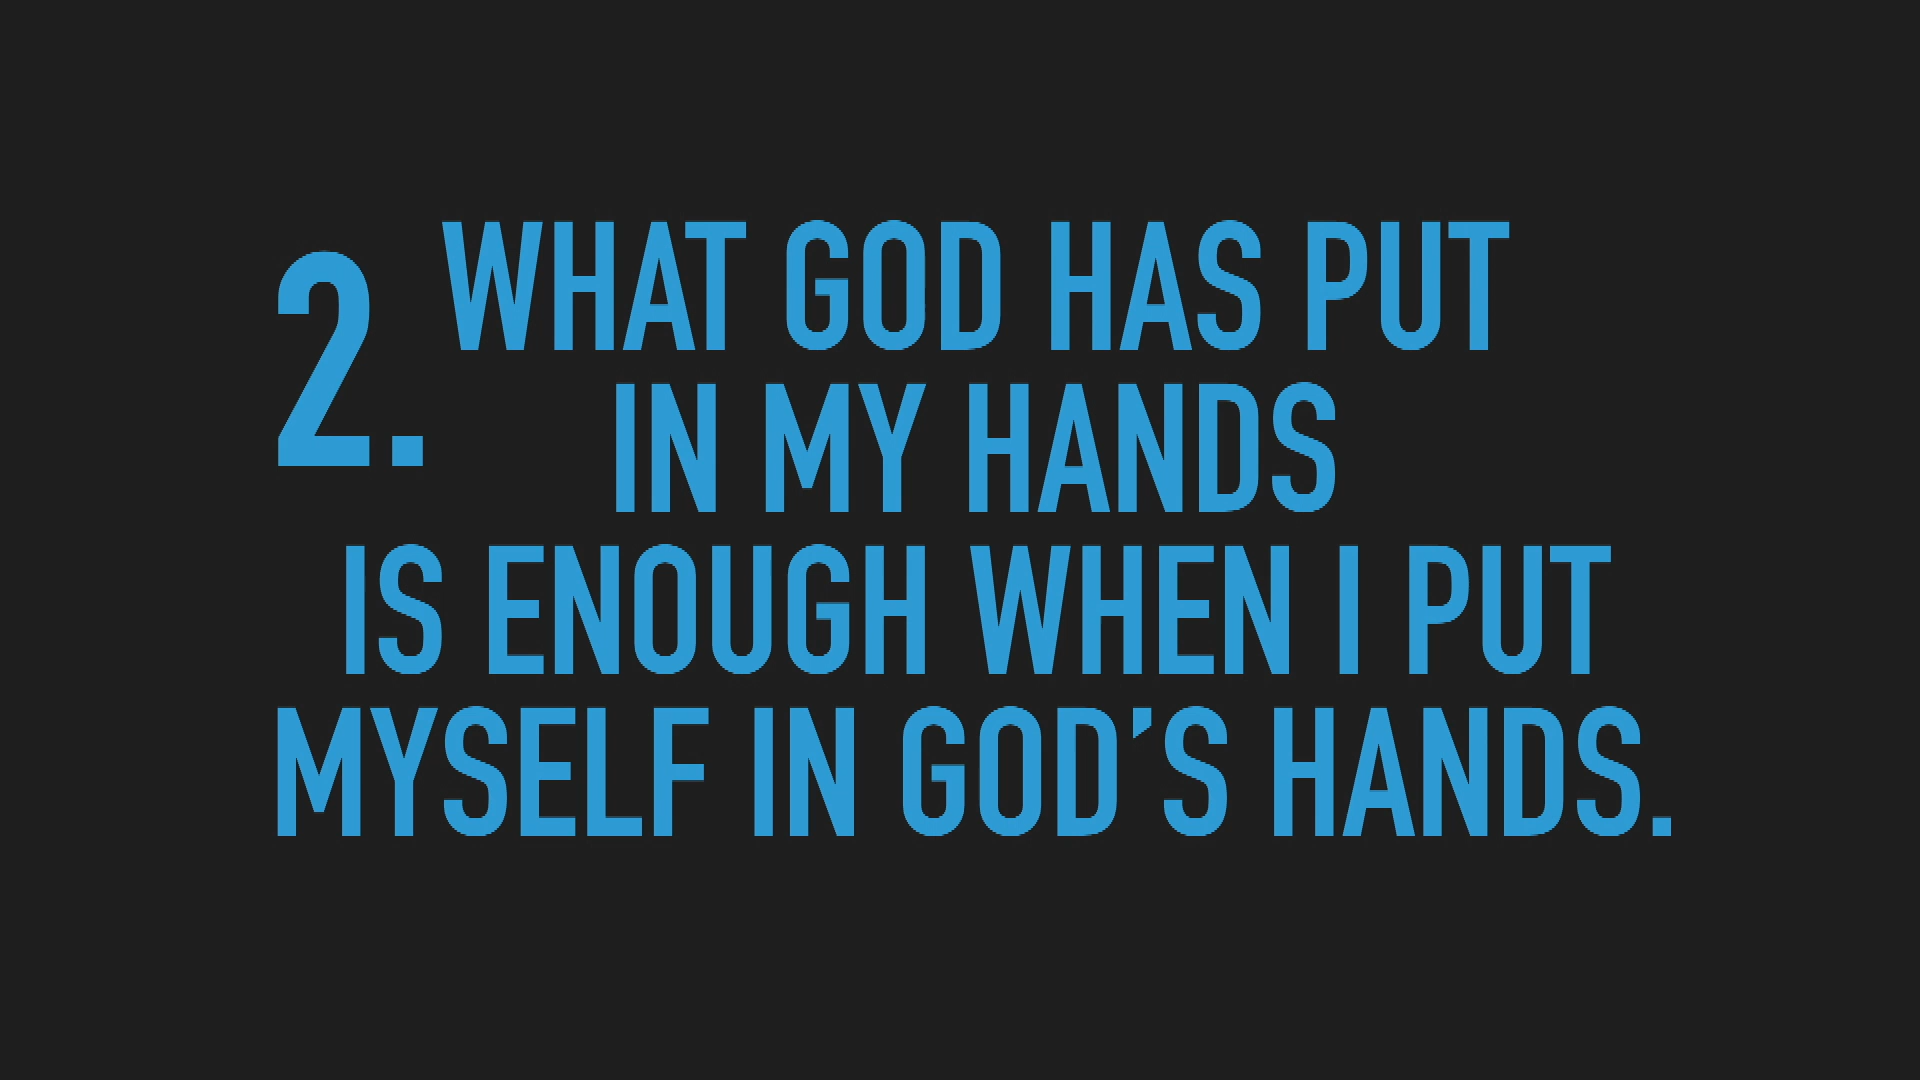 2. WHAT GOD HAS PUT
IN MY HANDS
IS ENOUGH WHEN I PUT
MYSELF IN GOD'S HANDS.